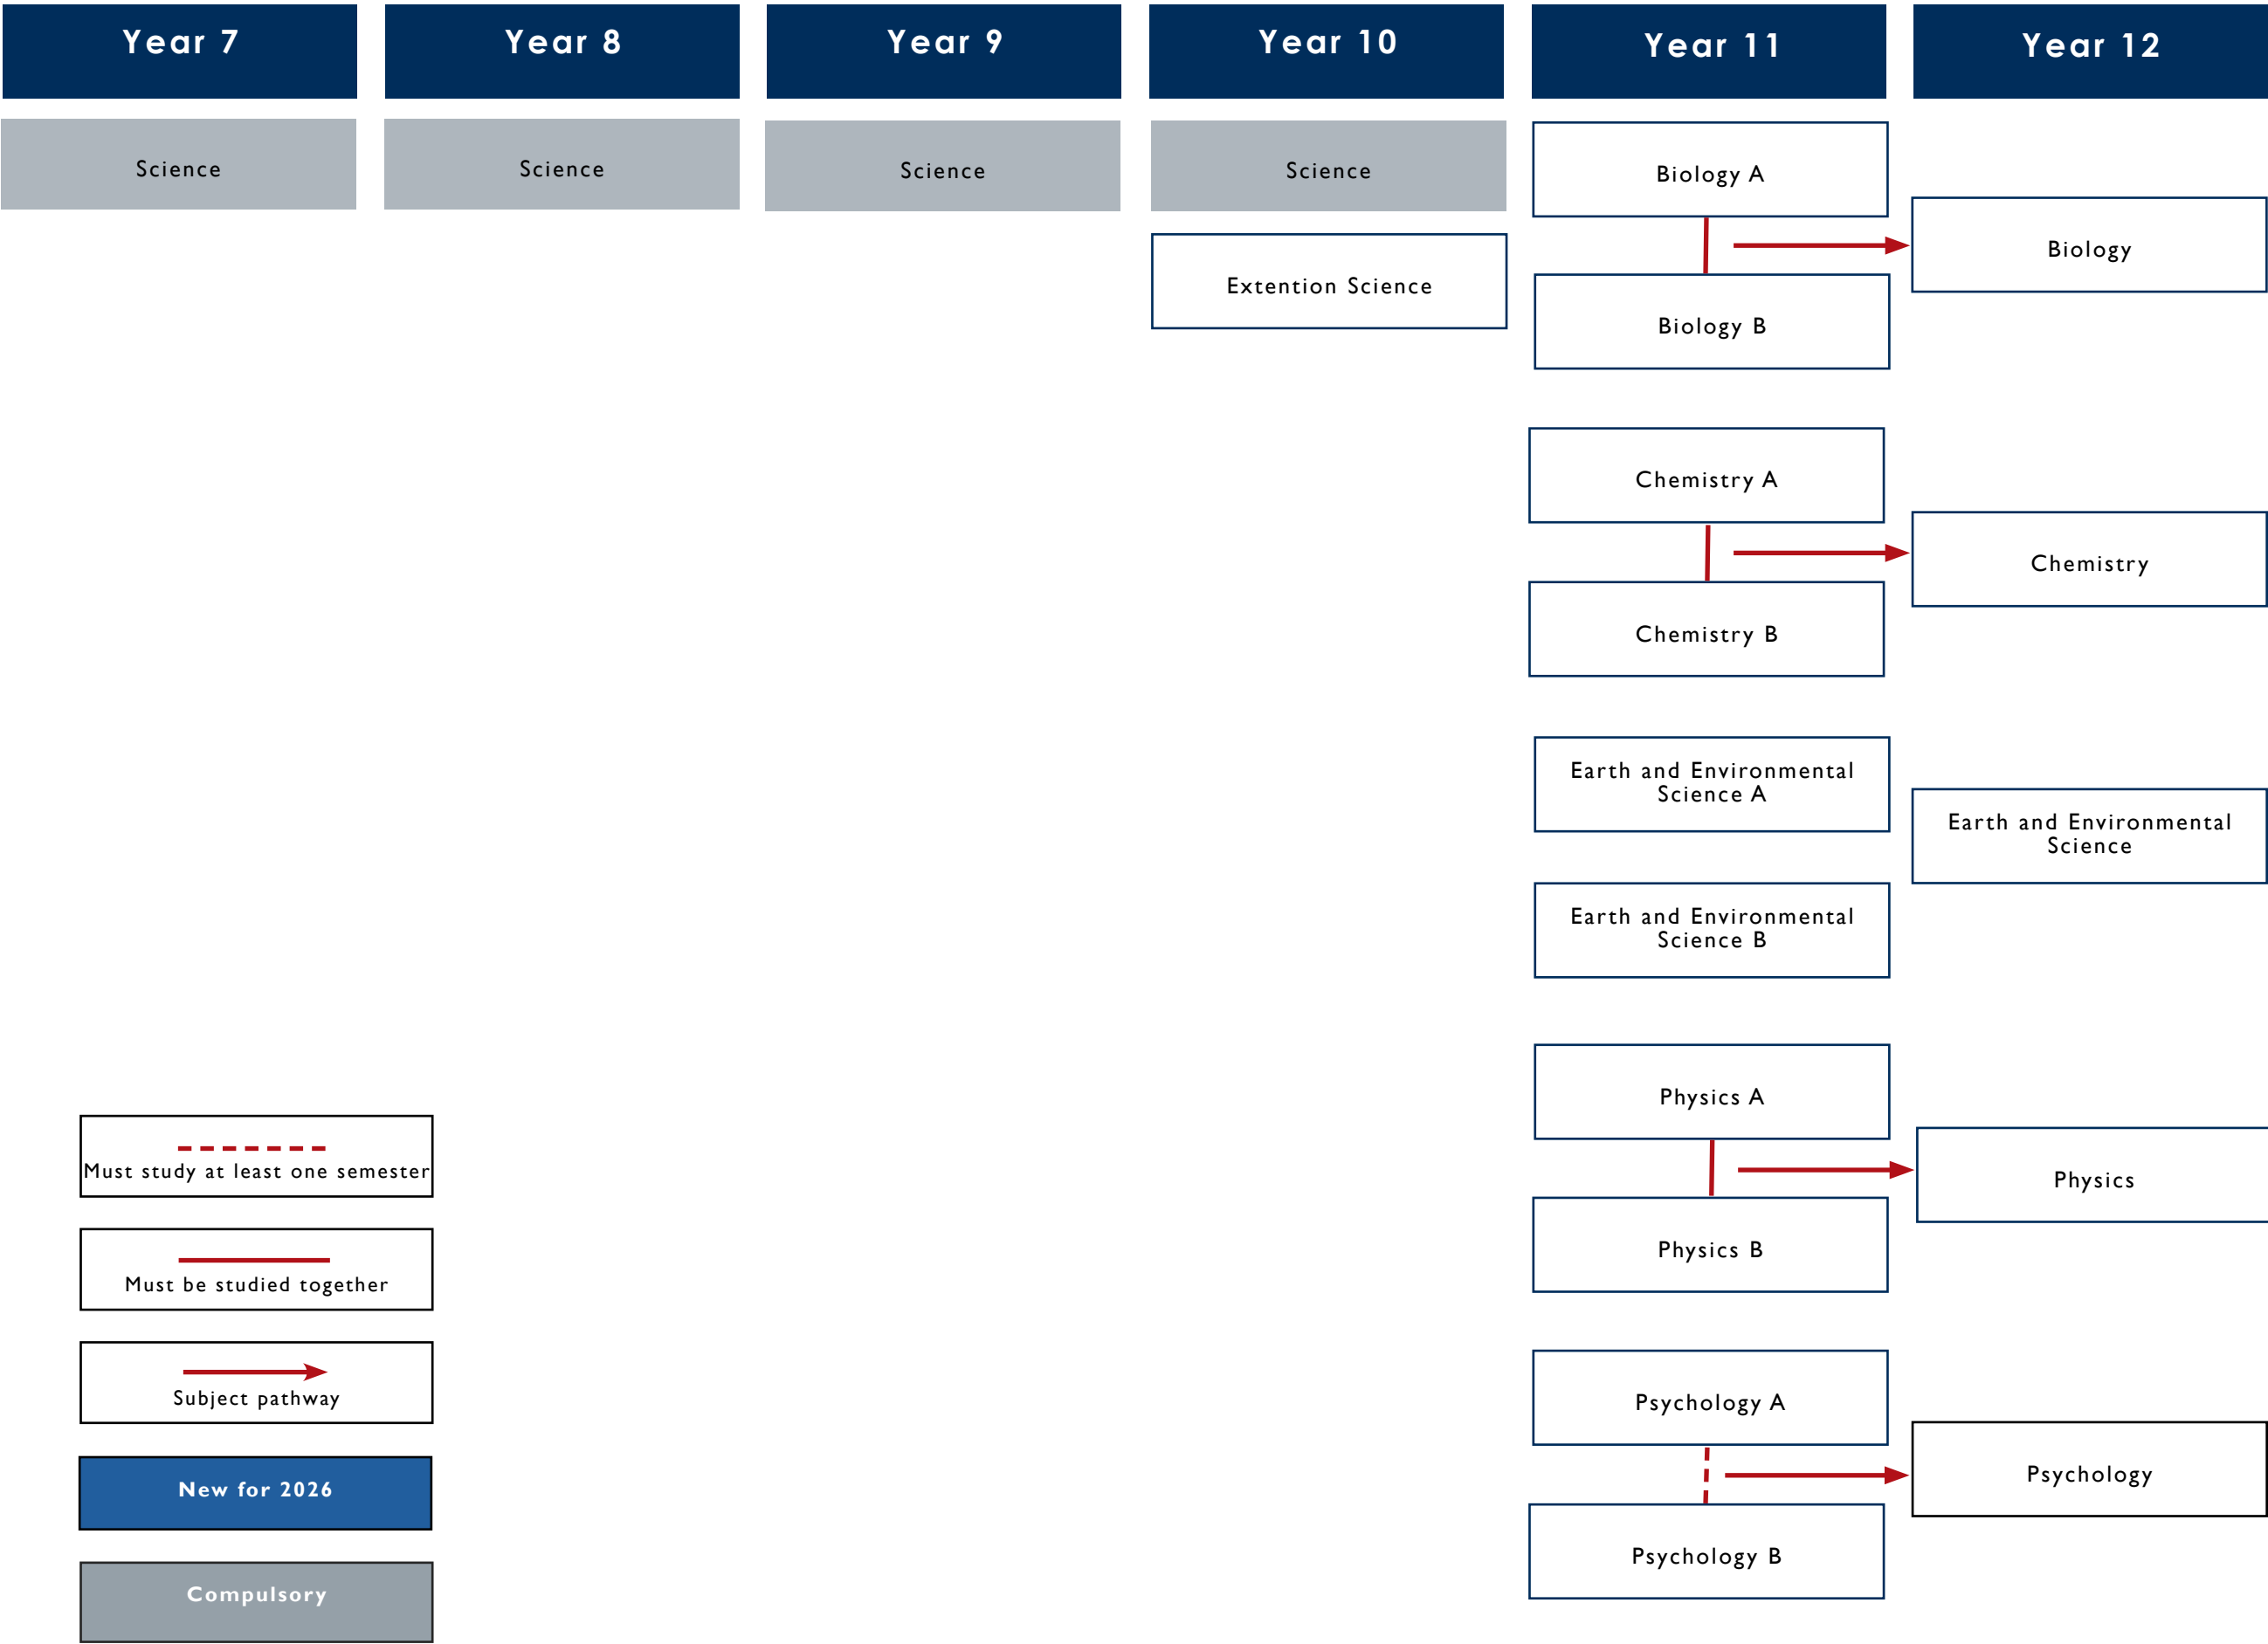 Year 7
Year 8
Year 9
Year 10
Year 11
Year 12
Science
Science
Science
Science
Extention Science
Biology A
Biology B
Biology
Chemistry A
Chemistry B
Chemistry
Earth and Environmental
Science A
Earth and Environmental
Science B
Earth and Environmental
Science
Physics A
Physics B
Physics
Psychology A
Psychology B
Psychology
Must study at least one semester
Must be studied together
Subject pathway
New for 2026
Compulsory